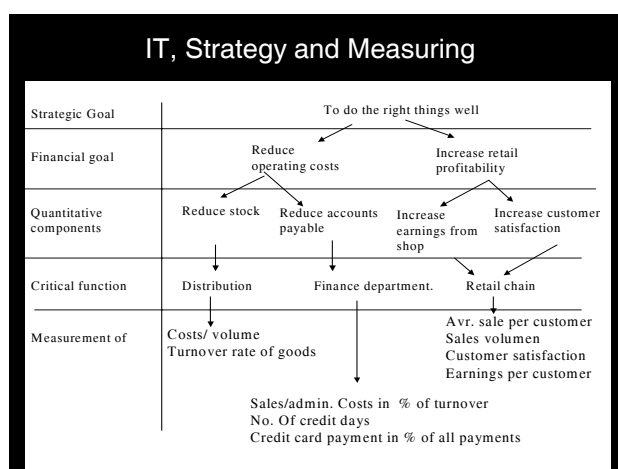 IT, Strategy and Measuring
Strategic Goal
To do the right things well
Financial goal
Reduce
operating costs
Increase retail
profitability
Quantitative
components
Reduce stock
Reduce accounts
payable
Increase
earnings from
shop
Increase customer
satisfaction
Critical function
Distribution
Finance department.
Retail chain
Measurement of
Costs/ volume
Turnover rate of goods
Avr. sale per customer
Sales volumen
Customer satisfaction
Earnings per customer
Sales/admin. Costs in % of turnover
No. Of credit days
Credit card payment in % of all payments